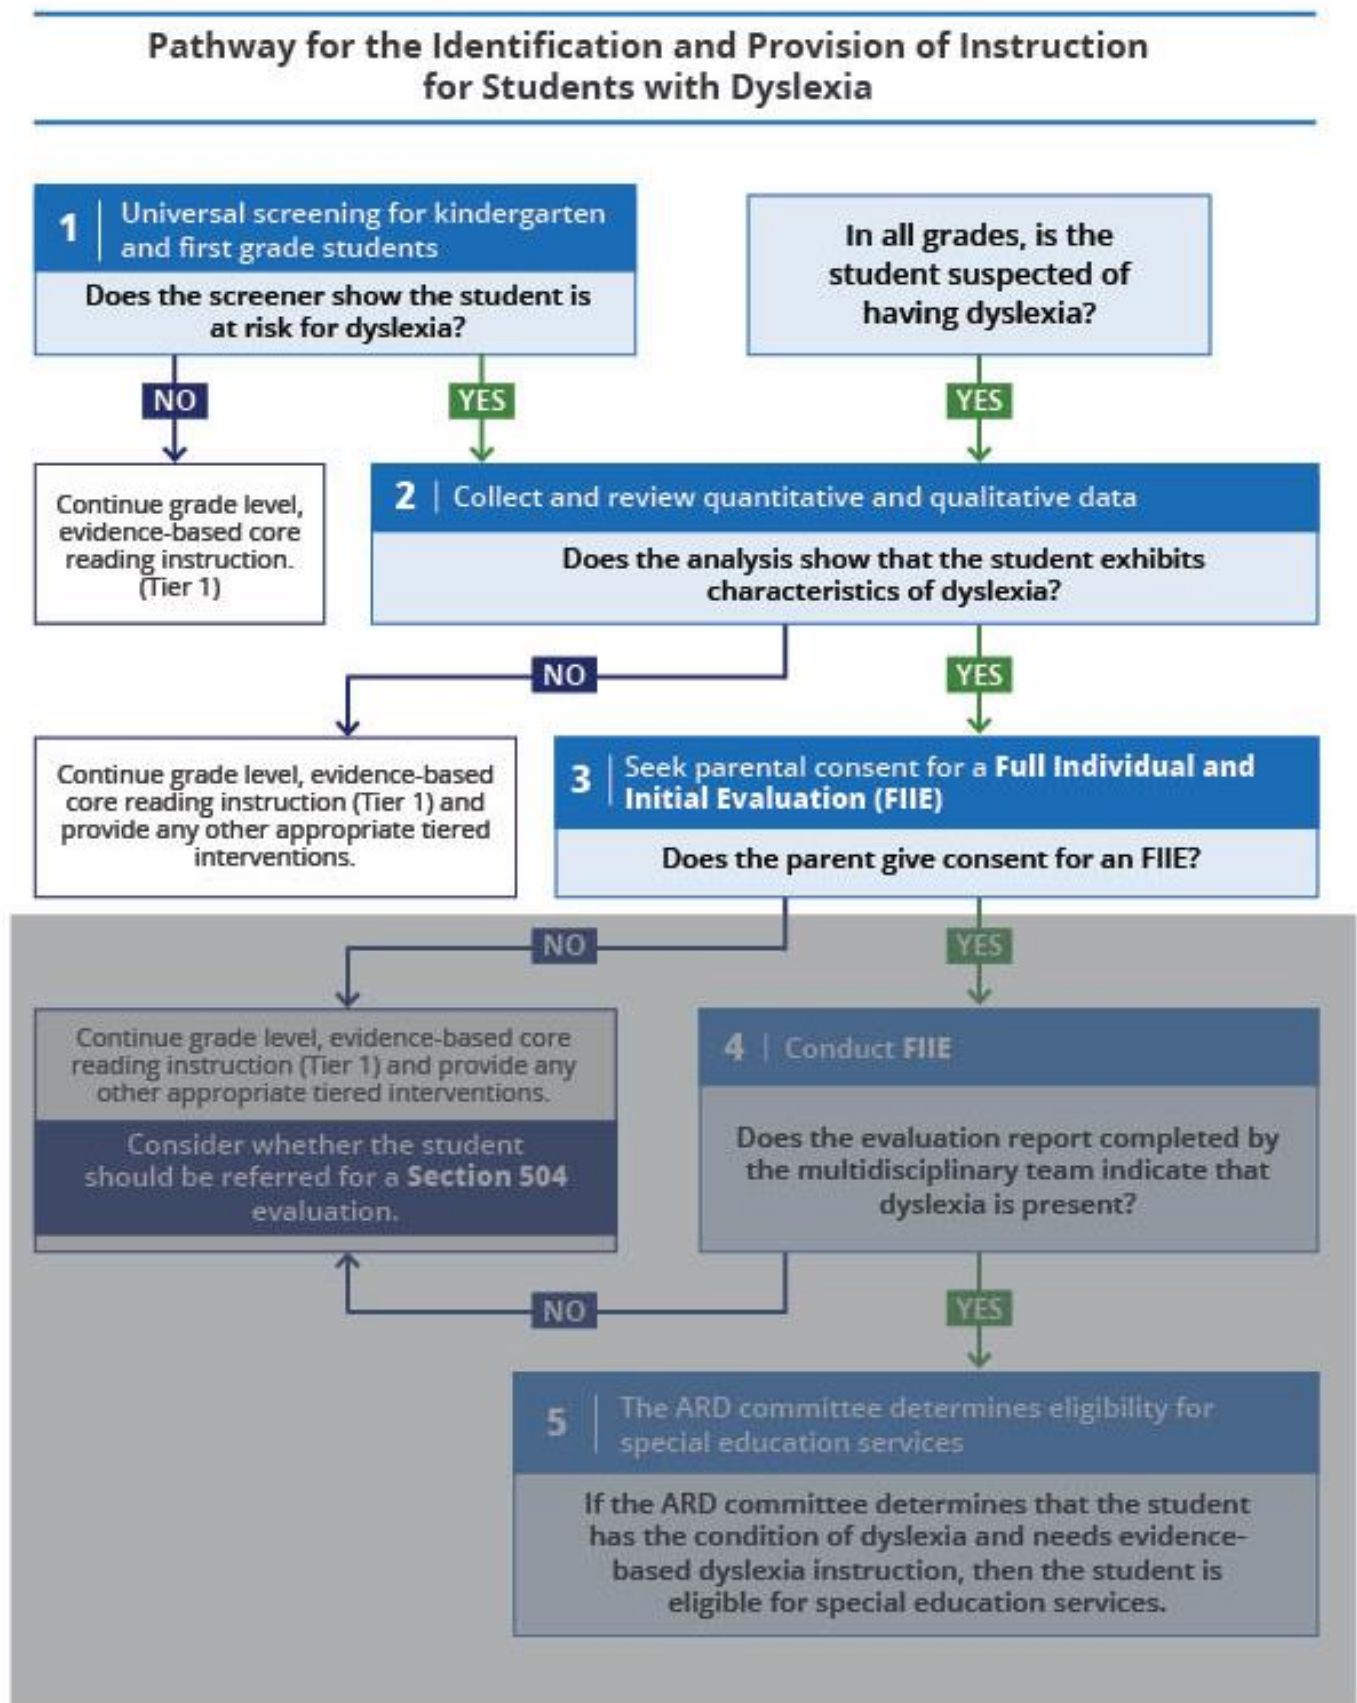 Pathway for the Identification and Provision of Instruction
for Students with Dyslexia
1
Universal screening for kindergarten
and first grade students
Does the screener show the student is
at risk for dyslexia?
In all grades, is the
student suspected of
having dyslexia?
NO
YES
YES
Continue grade level,
evidence-based core
reading instruction.
(Tier 1)
2
Collect and review quantitative and qualitative data
Does the analysis show that the student exhibits
characteristics of dyslexia?
NO
YES
Continue grade level, evidence-based
core reading instruction (Tier 1) and
provide any other appropriate tiered
interventions.
3
Seek parental consent for a Full Individual and
Initial Evaluation (FIIE)
Does the parent give consent for an FIIE?
NO
YES
Continue grade level, evidence-based core
reading instruction (Tier 1) and provide any
other appropriate tiered interventions.
Consider whether the student
should be referred for a Section 504
evaluation.
4
Conduct FIIE
Does the evaluation report completed by
the multidisciplinary team indicate that
dyslexia is present?
NO
YES
5
The ARD committee determines eligibility for
special education services
If the ARD committee determines that the student
has the condition of dyslexia and needs evidence-
based dyslexia instruction, then the student is
eligible for special education services.